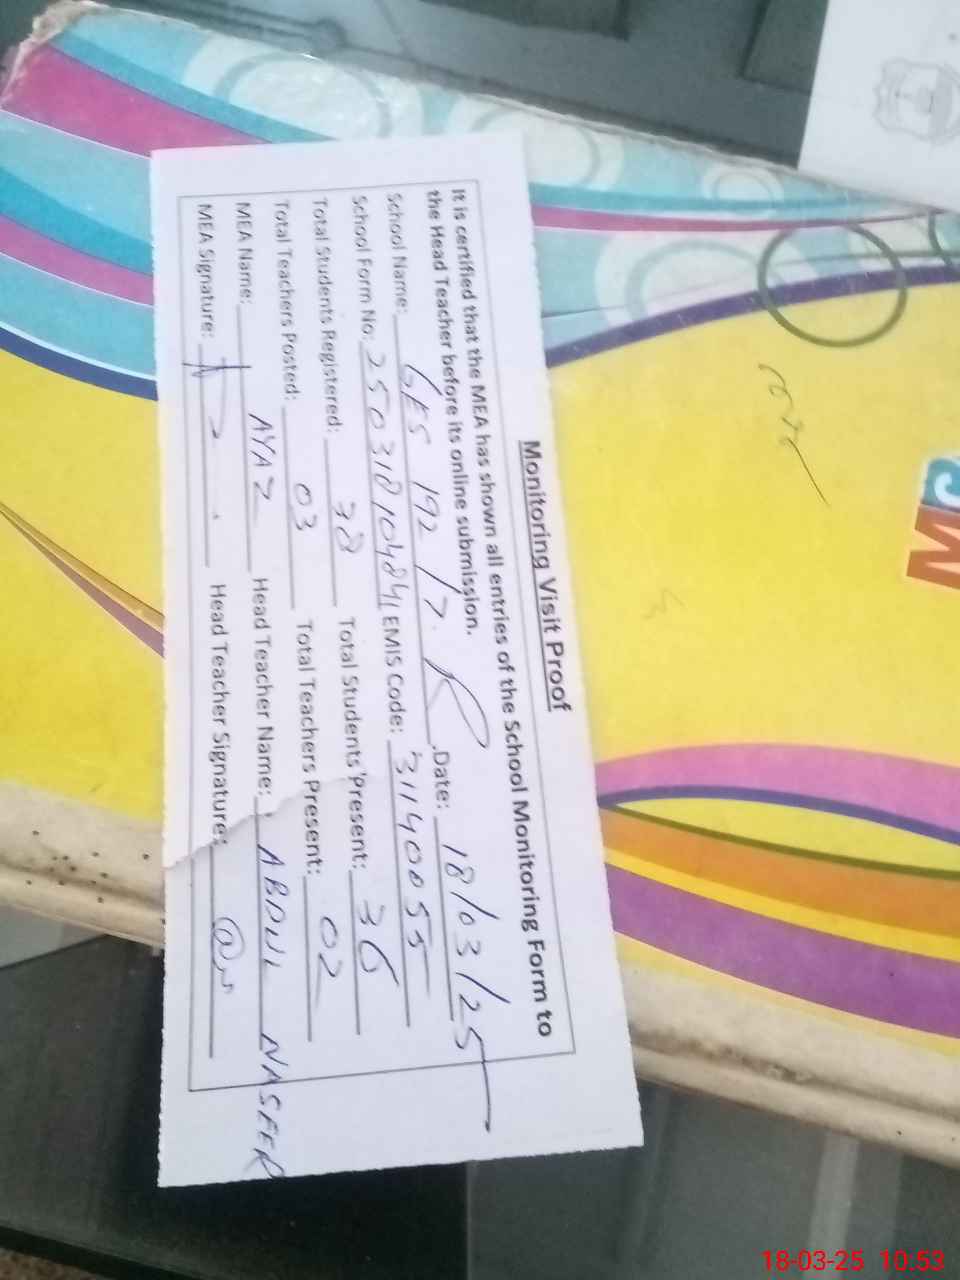 Monitoring Visit Proof
It is certified that the MEA has shown all entries of the School Monitoring Form to
the Head Teacher before its online submission.
School Name: GES 192/7.R Date: 18/03/25
School Form No: 25031810484 EMIS Code: 31140055
Total Students Registered: 38 Total Students Present: 36
Total Teachers Posted: 03 Total Teachers Present: 02
MEA Name: AYAZ Head Teacher Name: ABDUL NASEER
MEA Signature: Head Teacher Signature:
18-03-25 10.53